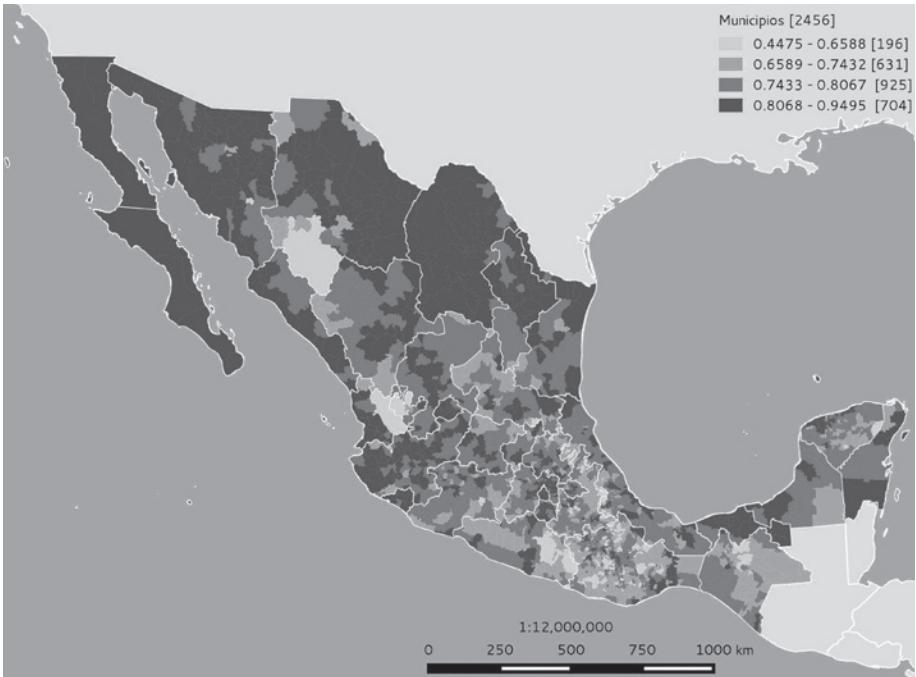 Municipios [2456]
0.4475 - 0.6588 [196]
0.6589 - 0.7432 [631]
0.7433 - 0.8067 [925]
0.8068 - 0.9495 [704]
1:12,000,000
0 250 500 750 1000 km